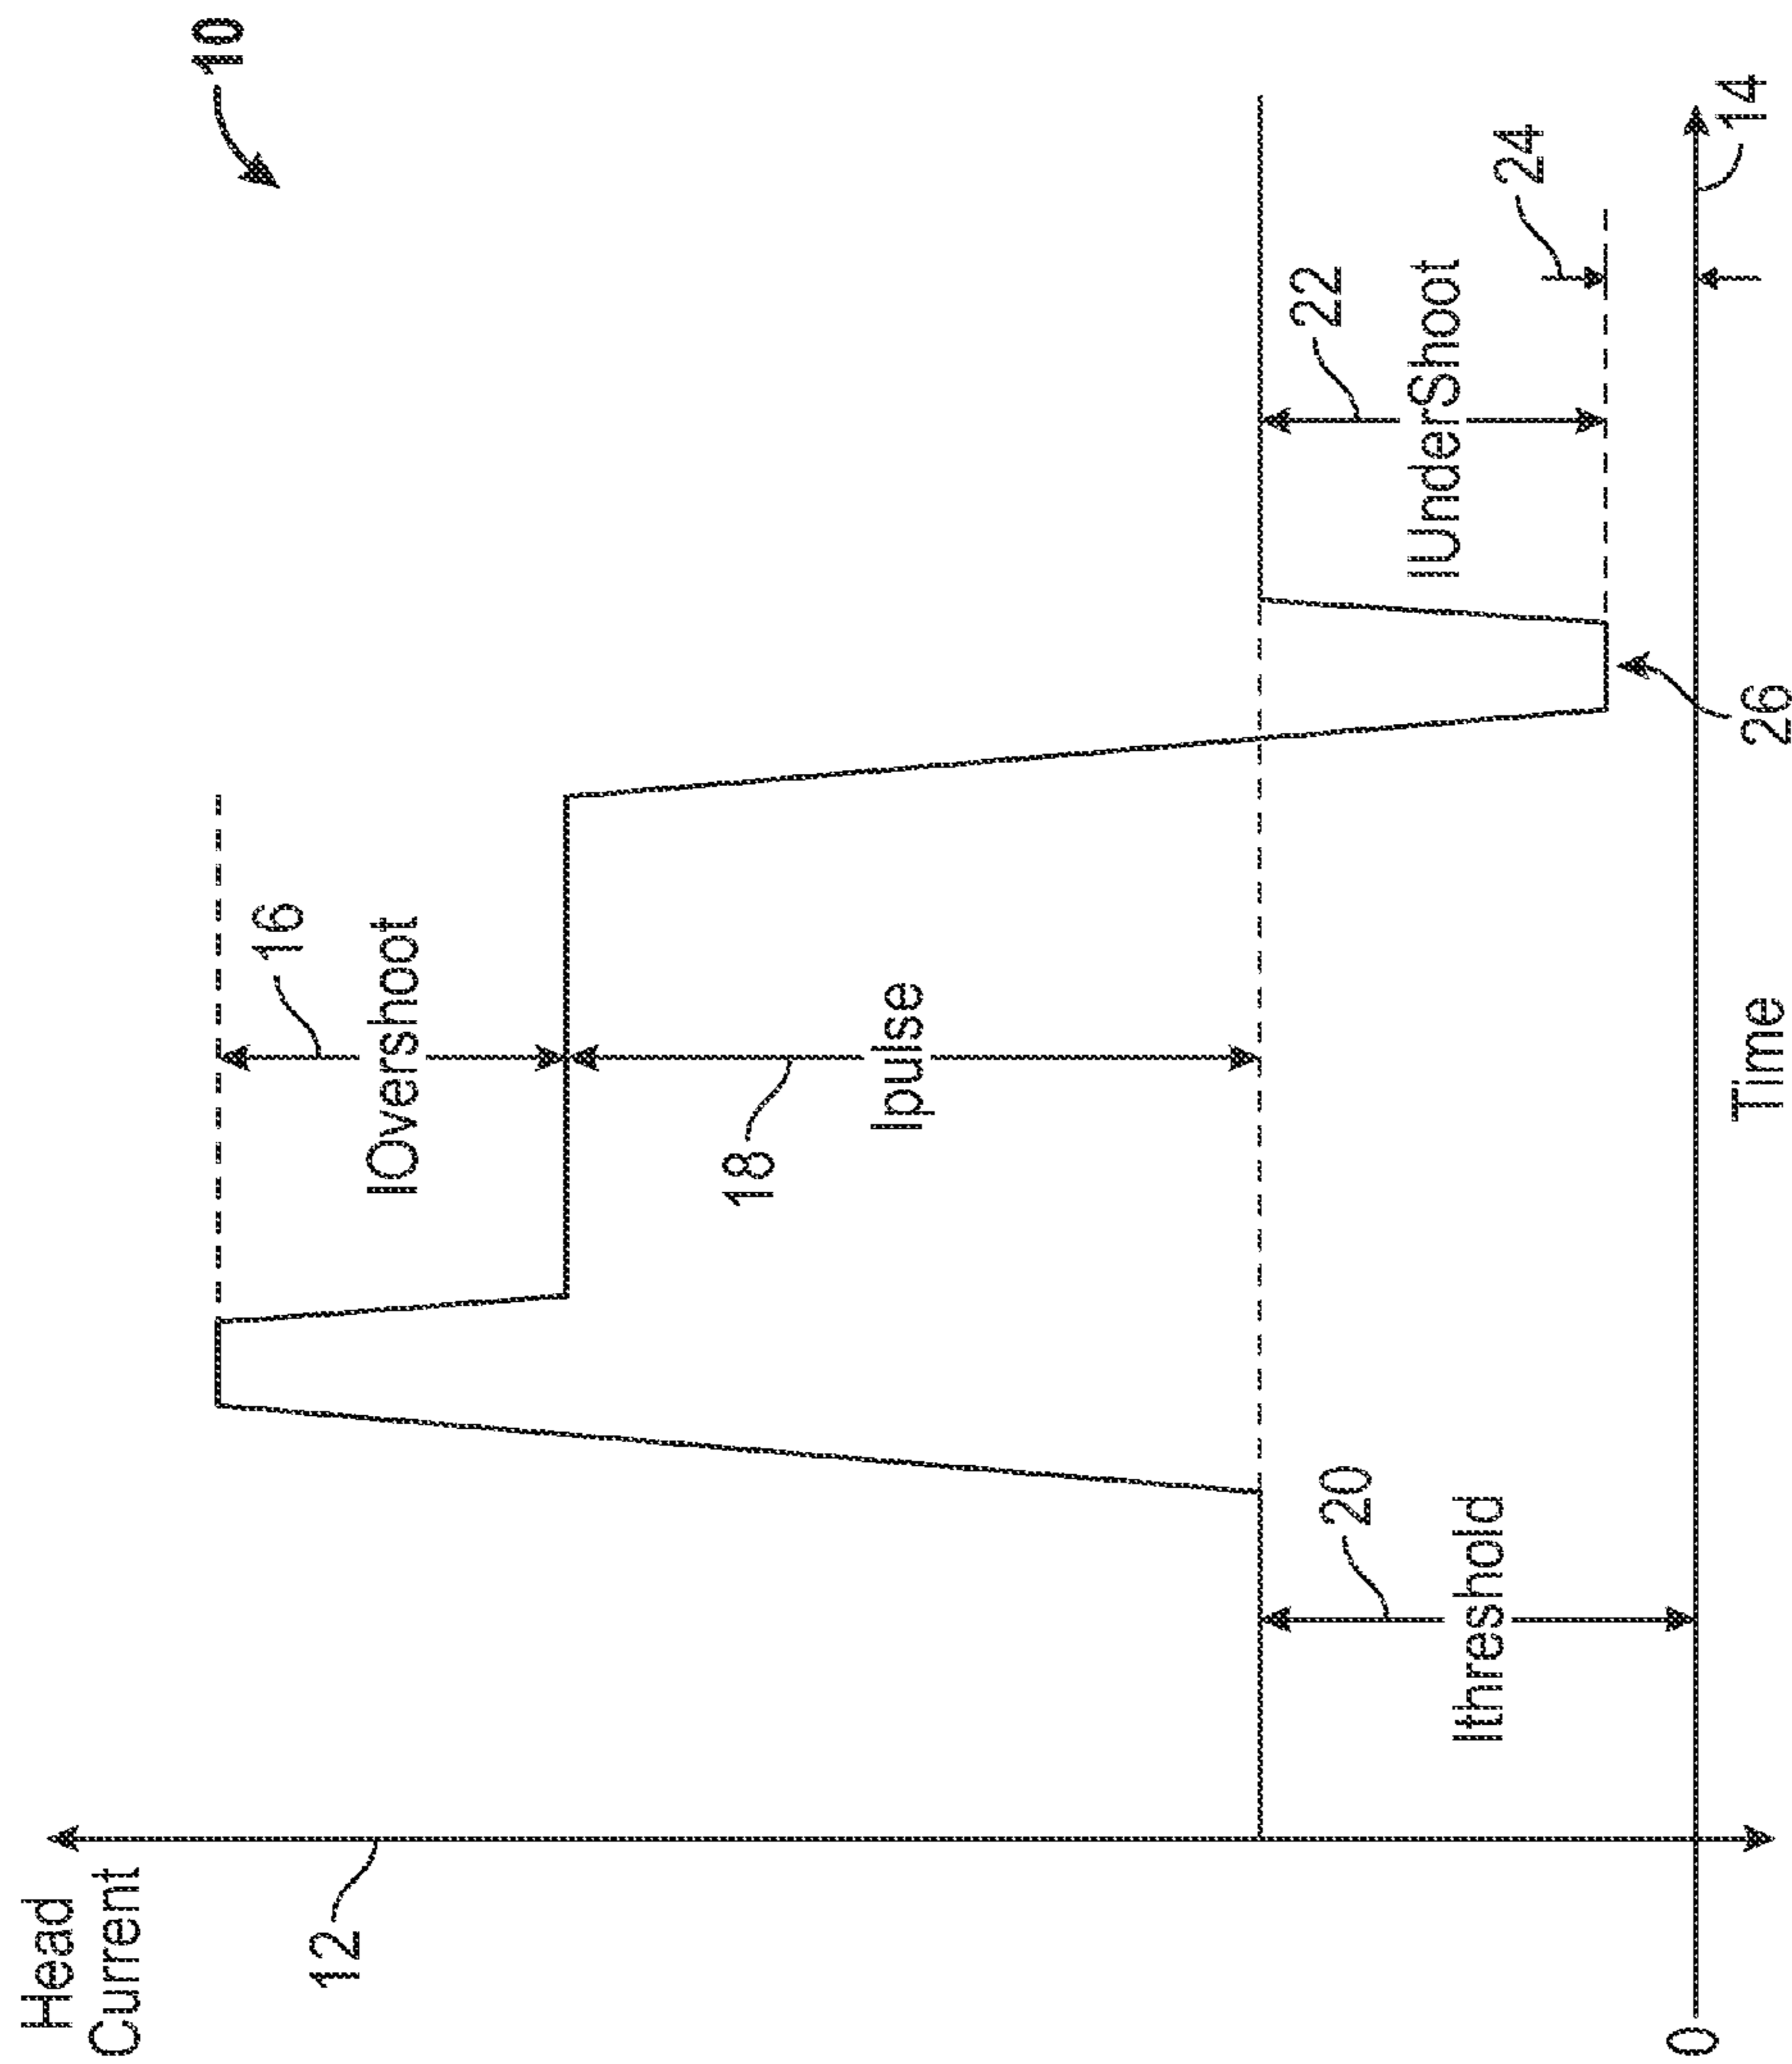 10
Head
Current
12
16
IOvershoot
18
Ipulse
20
Ithreshold
22
IUnderShoot
24
26
14
0
Time